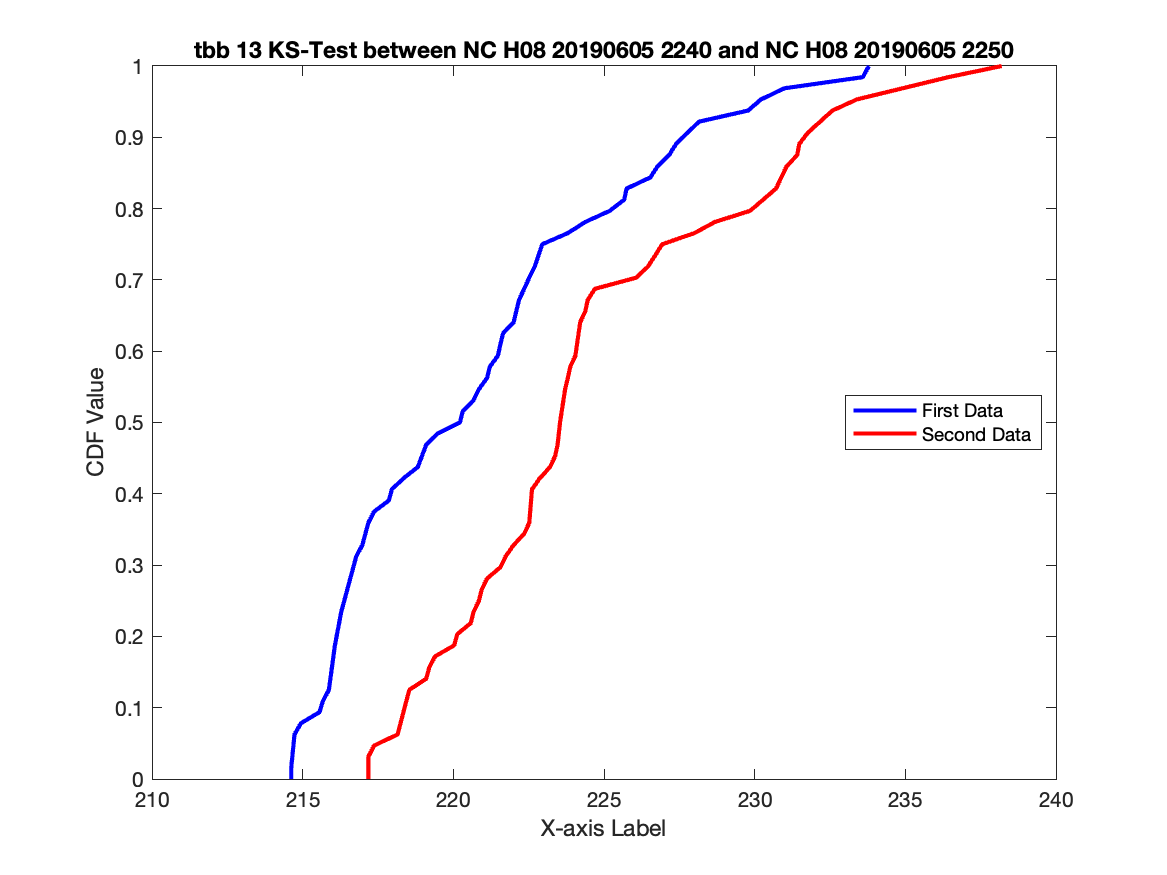 tbb 13 KS-Test between NC H08 20190605 2240 and NC H08 20190605 2250
1
0.9
0.8
0.7
0.6
0.5
0.4
0.3
0.2
0.1
0
CDF Value
First Data
Second Data
210 215 220 225 230 235 240
X-axis Label